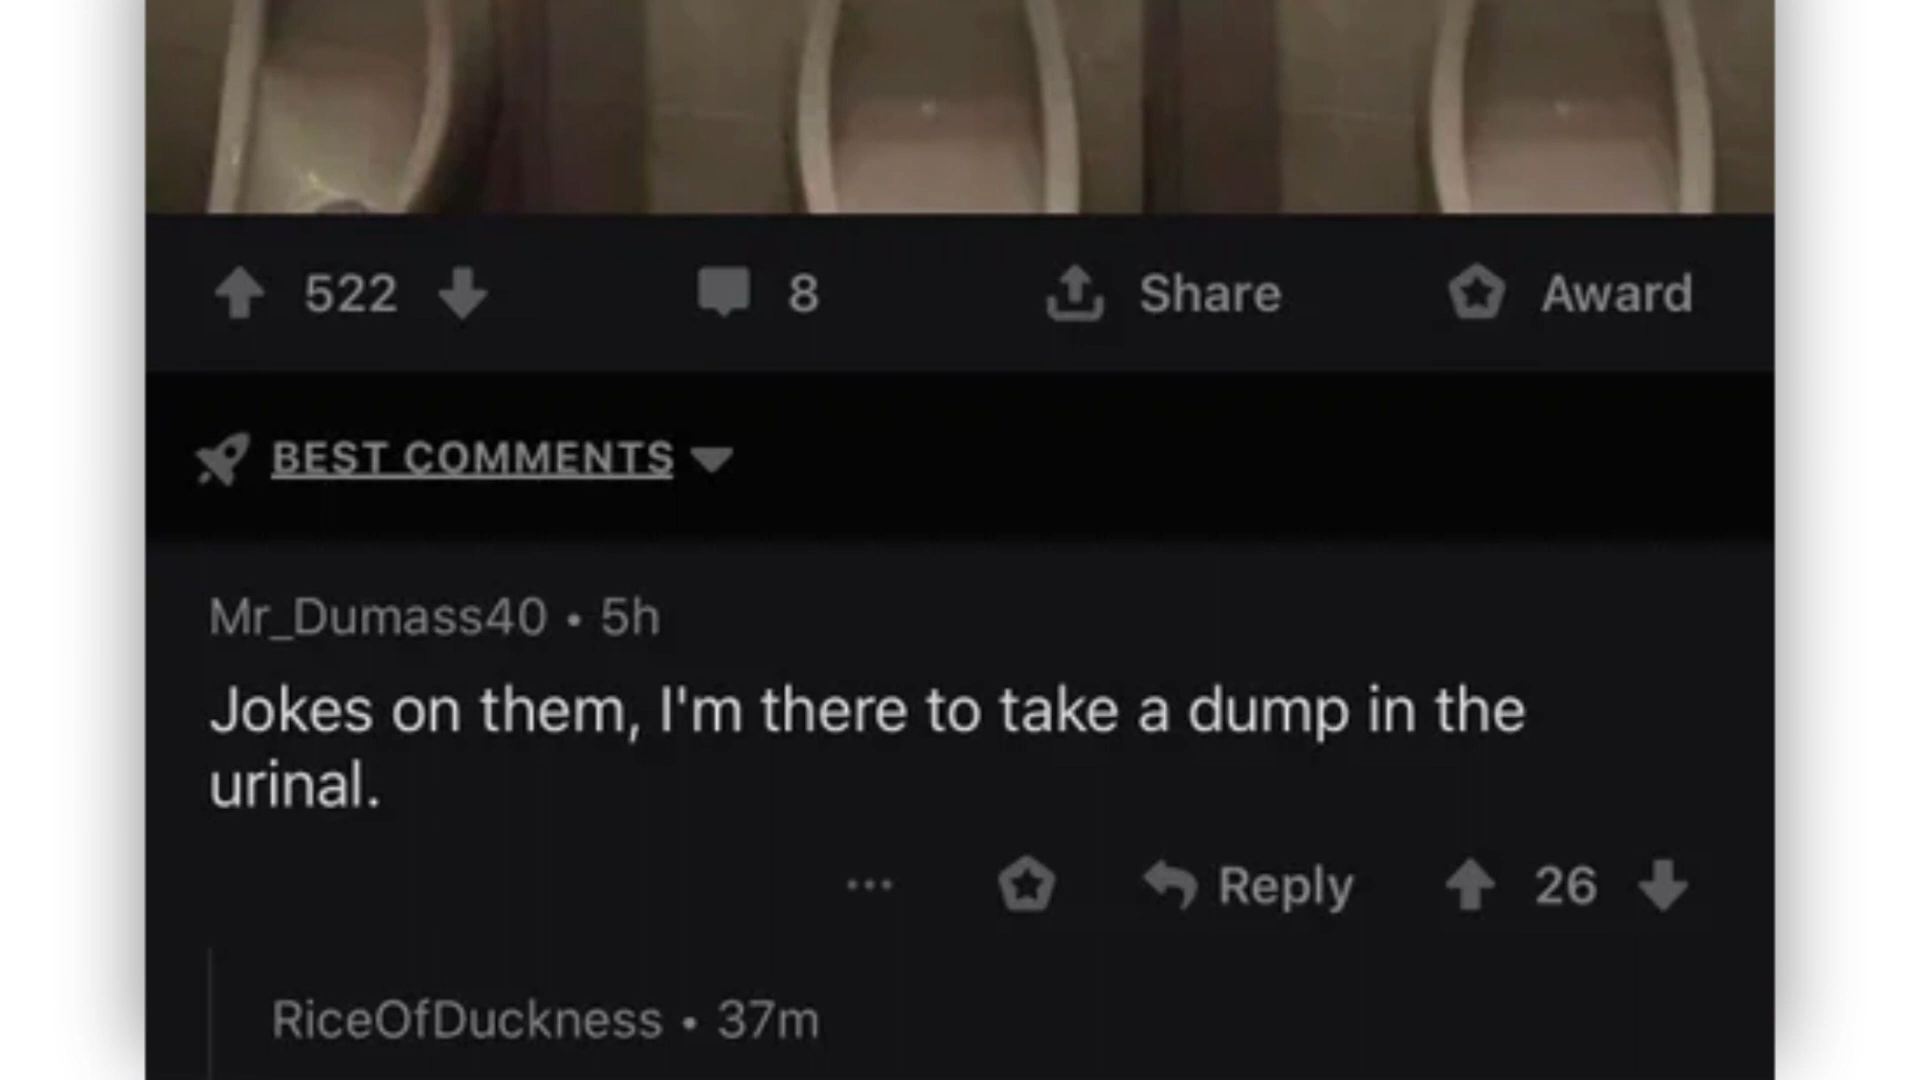 522 8 Share Award
BEST COMMENTS
Mr_Dumass40 • 5h
Jokes on them, I'm there to take a dump in the
urinal.
... Reply 26
RiceOfDuckness • 37m